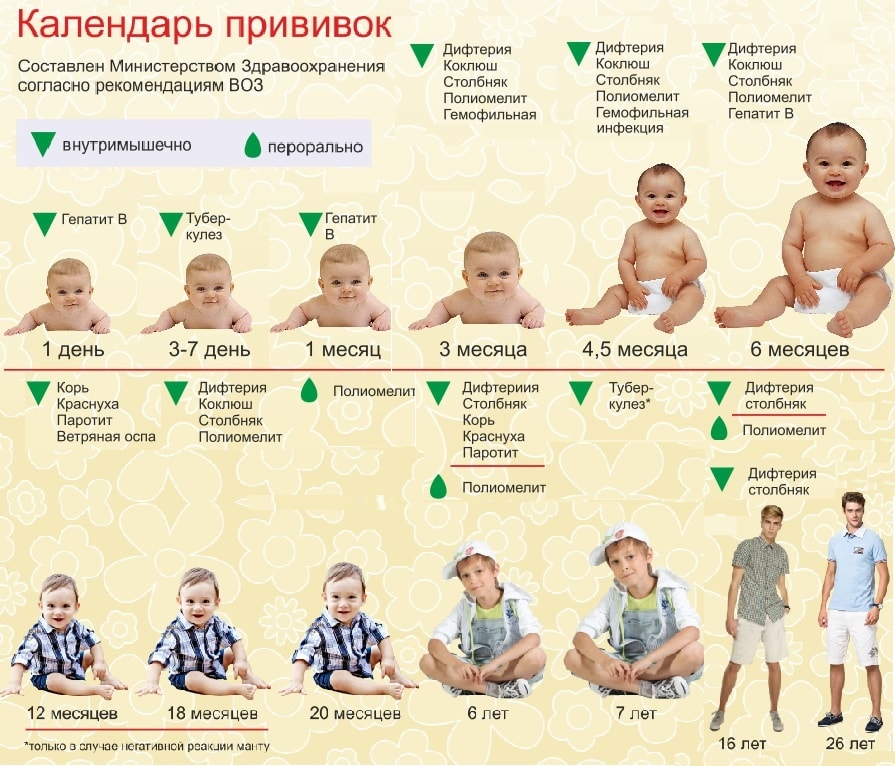 Календарь прививок
Составлен Министерством Здравоохранения
согласно рекомендациям ВОЗ
внутримышечно
перорально
Гепатит В
Тубер-
кулез
Гепатит
В
Дифтерия
Коклюш
Столбняк
Полиомелит
Гемофильная
Дифтерия
Коклюш
Столбняк
Полиомелит
Гемофильная
инфекция
Дифтерия
Коклюш
Столбняк
Полиомелит
Гепатит В
1 день
3-7 день
1 месяц
3 месяца
4,5 месяца
6 месяцев
Корь
Краснуха
Паротит
Ветряная оспа
Дифтерия
Коклюш
Столбняк
Полиомелит
Полиомелит
Дифтериия
Столбняк
Корь
Краснуха
Паротит
Полиомелит
Тубер-
кулез*
Дифтерия
столбняк
Полиомелит
Дифтерия
столбняк
12 месяцев
18 месяцев
20 месяцев
6 лет
7 лет
16 лет
26 лет
*только в случае негативной реакции манту